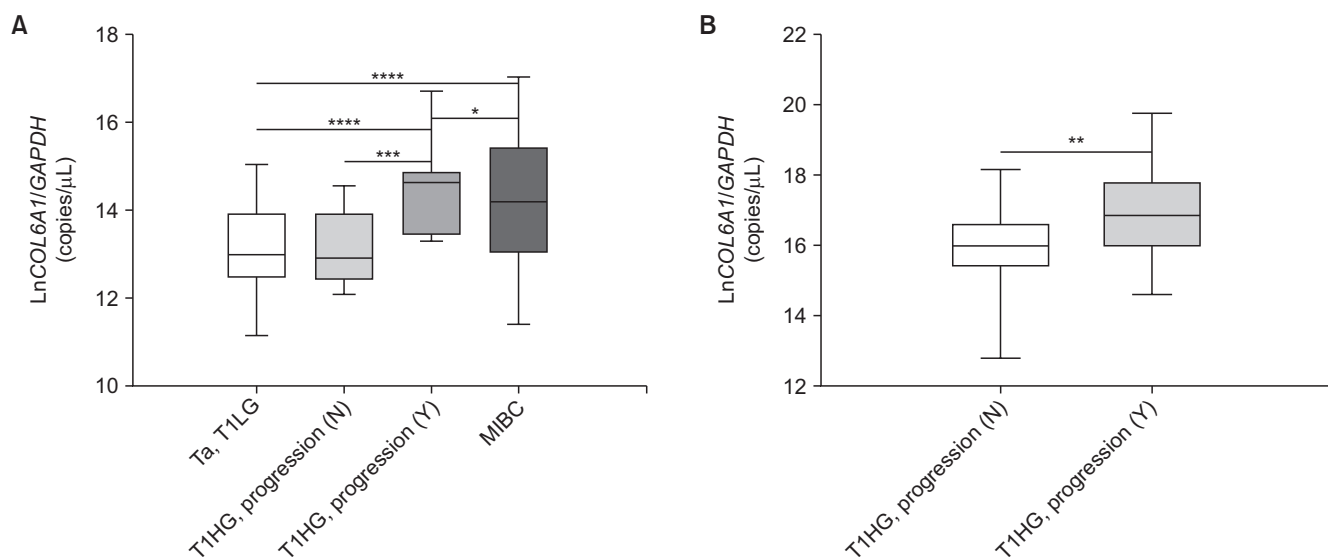 A
LnCOL6A1/GAPDH
(copies/μL)
18
16
14
12
10
****
****
*
***
Ta, T1LG
T1HG, progression (N)
T1HG, progression (Y)
MIBC
B
LnCOL6A1/GAPDH
(copies/μL)
22
20
18
16
14
12
**
T1HG, progression (N)
T1HG, progression (Y)